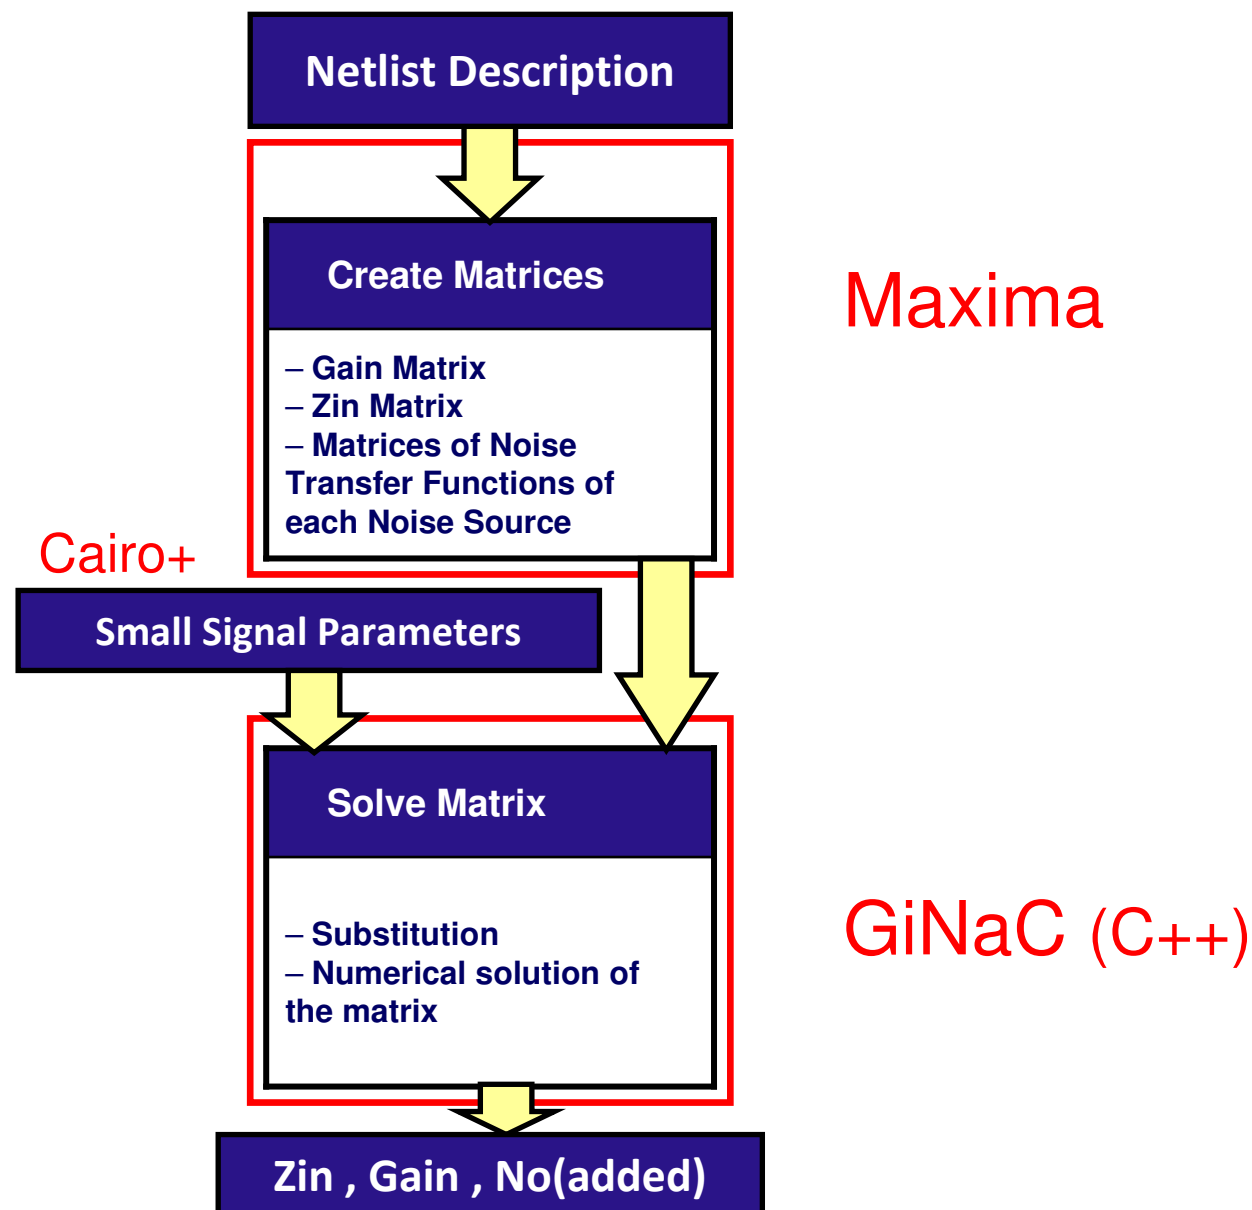 Netlist Description
Create Matrices
Maxima
– Gain Matrix
– Zin Matrix
– Matrices of Noise
Transfer Functions of
each Noise Source
Cairo+
Small Signal Parameters
Solve Matrix
– Substitution
– Numerical solution of
the matrix
GiNaC (C++)
Zin , Gain , No(added)